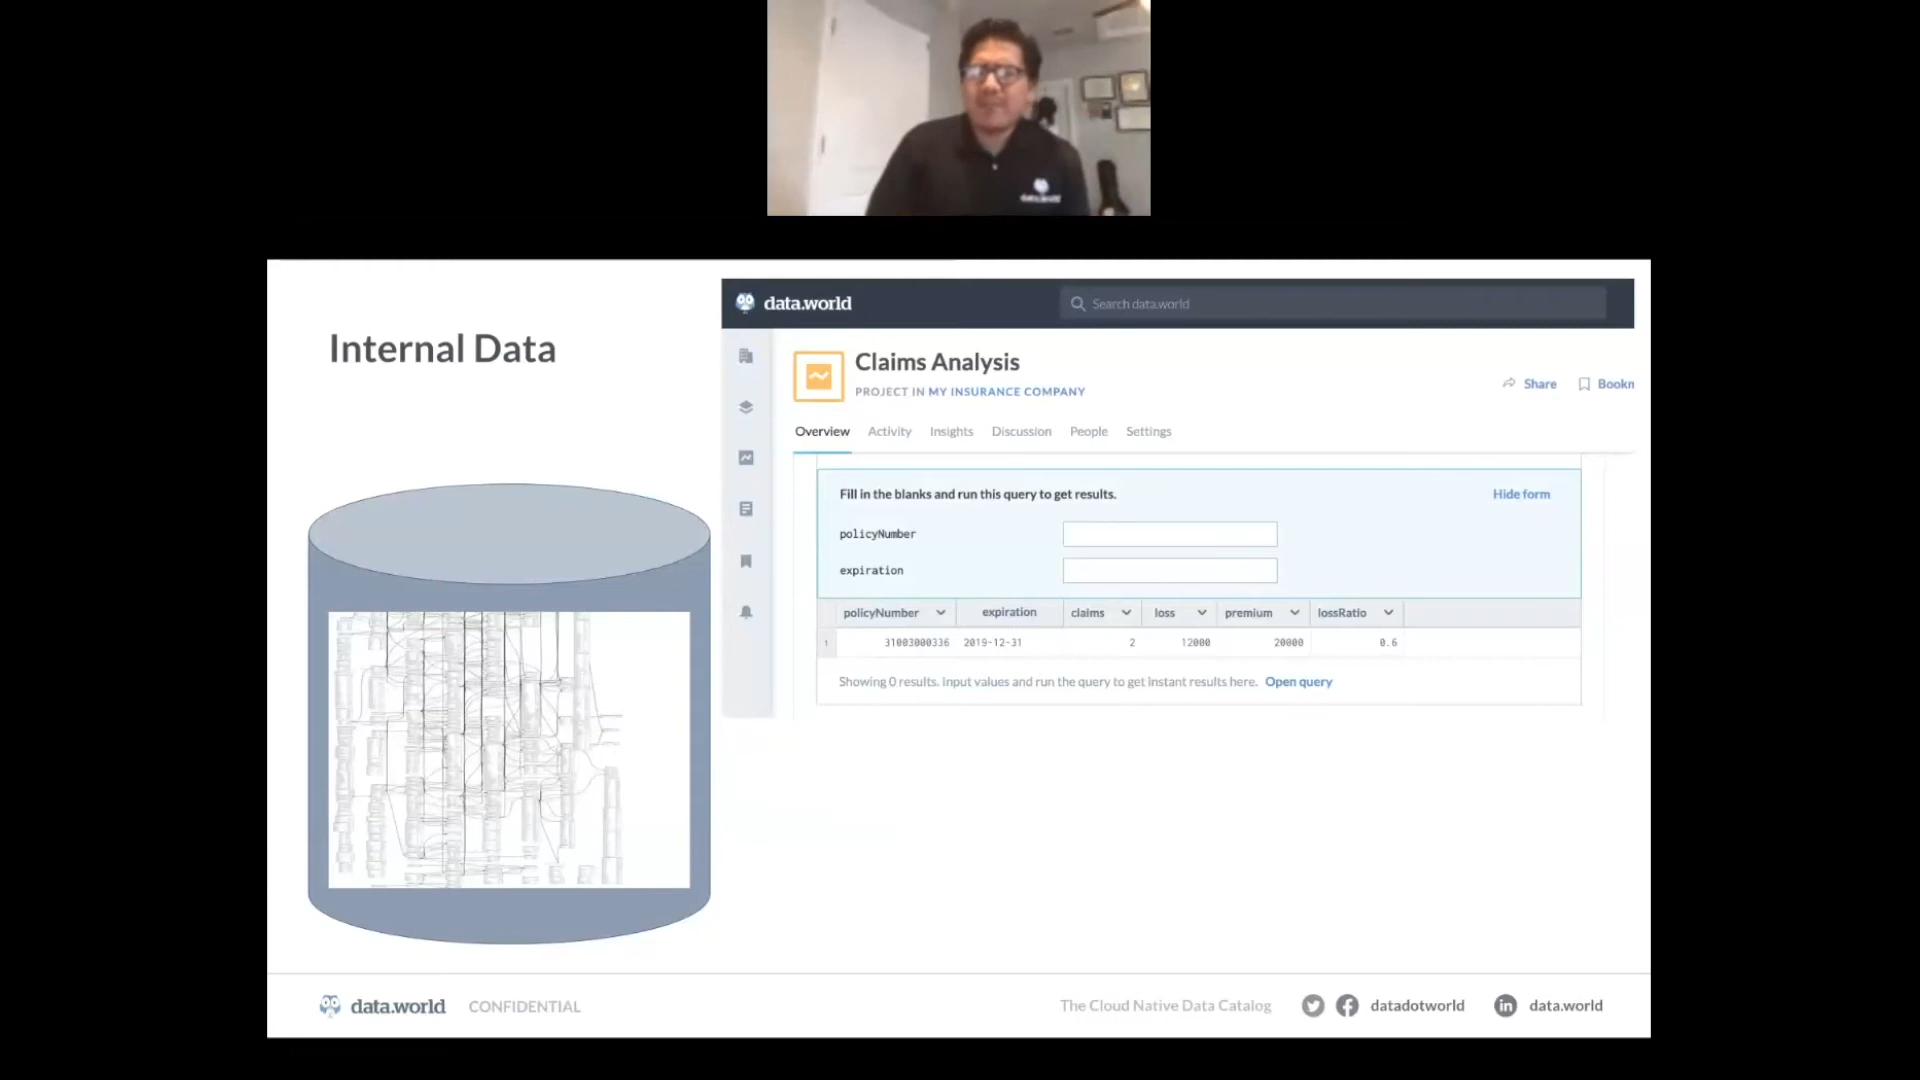 data.world
Internal Data
data.world
Search data.world
Claims Analysis
PROJECT IN MY INSURANCE COMPANY
Share
Bookn
Overview Activity Insights Discussion People Settings
Fill in the blanks and run this query to get results.
Hide form
policyNumber
expiration
policyNumber expiration claims loss premium lossRatio
1 31003000336 2019-12-31 2 12000 20000 0.6
Showing 0 results. Input values and run the query to get instant results here. Open query
data.world CONFIDENTIAL
The Cloud Native Data Catalog
datadotworld
in data.world